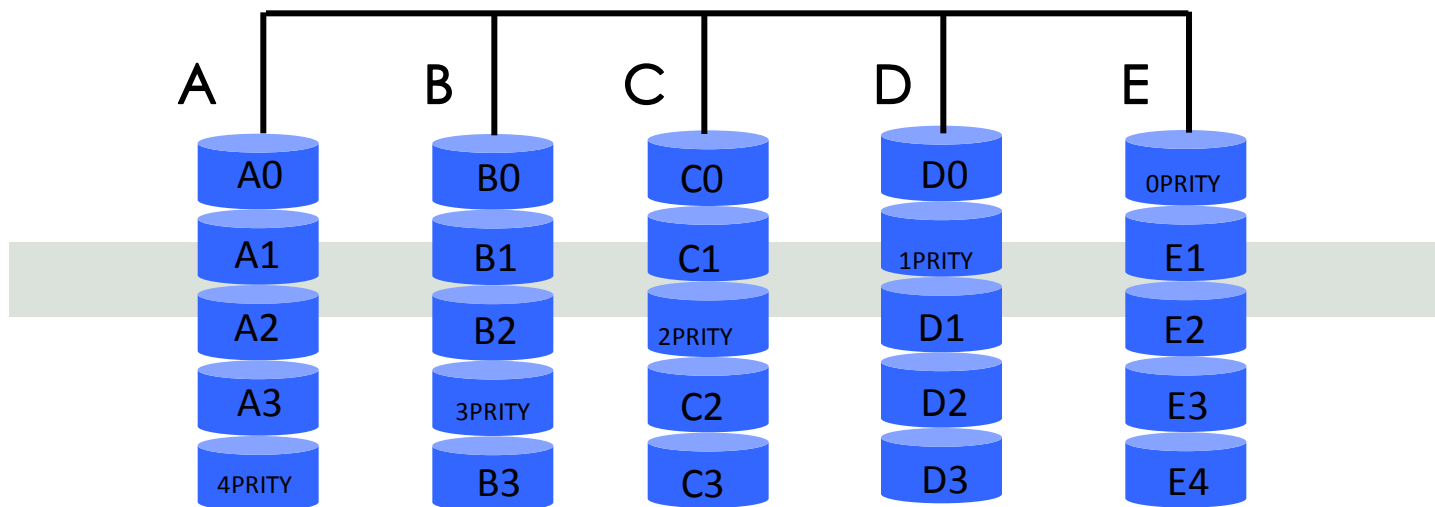 A B C D E
A0 B0 C0 D0 0PRITY
A1 B1 C1 1PRITY E1
A2 B2 2PRITY D1 E2
A3 3PRITY C2 D2 E3
4PRITY B3 C3 D3 E4